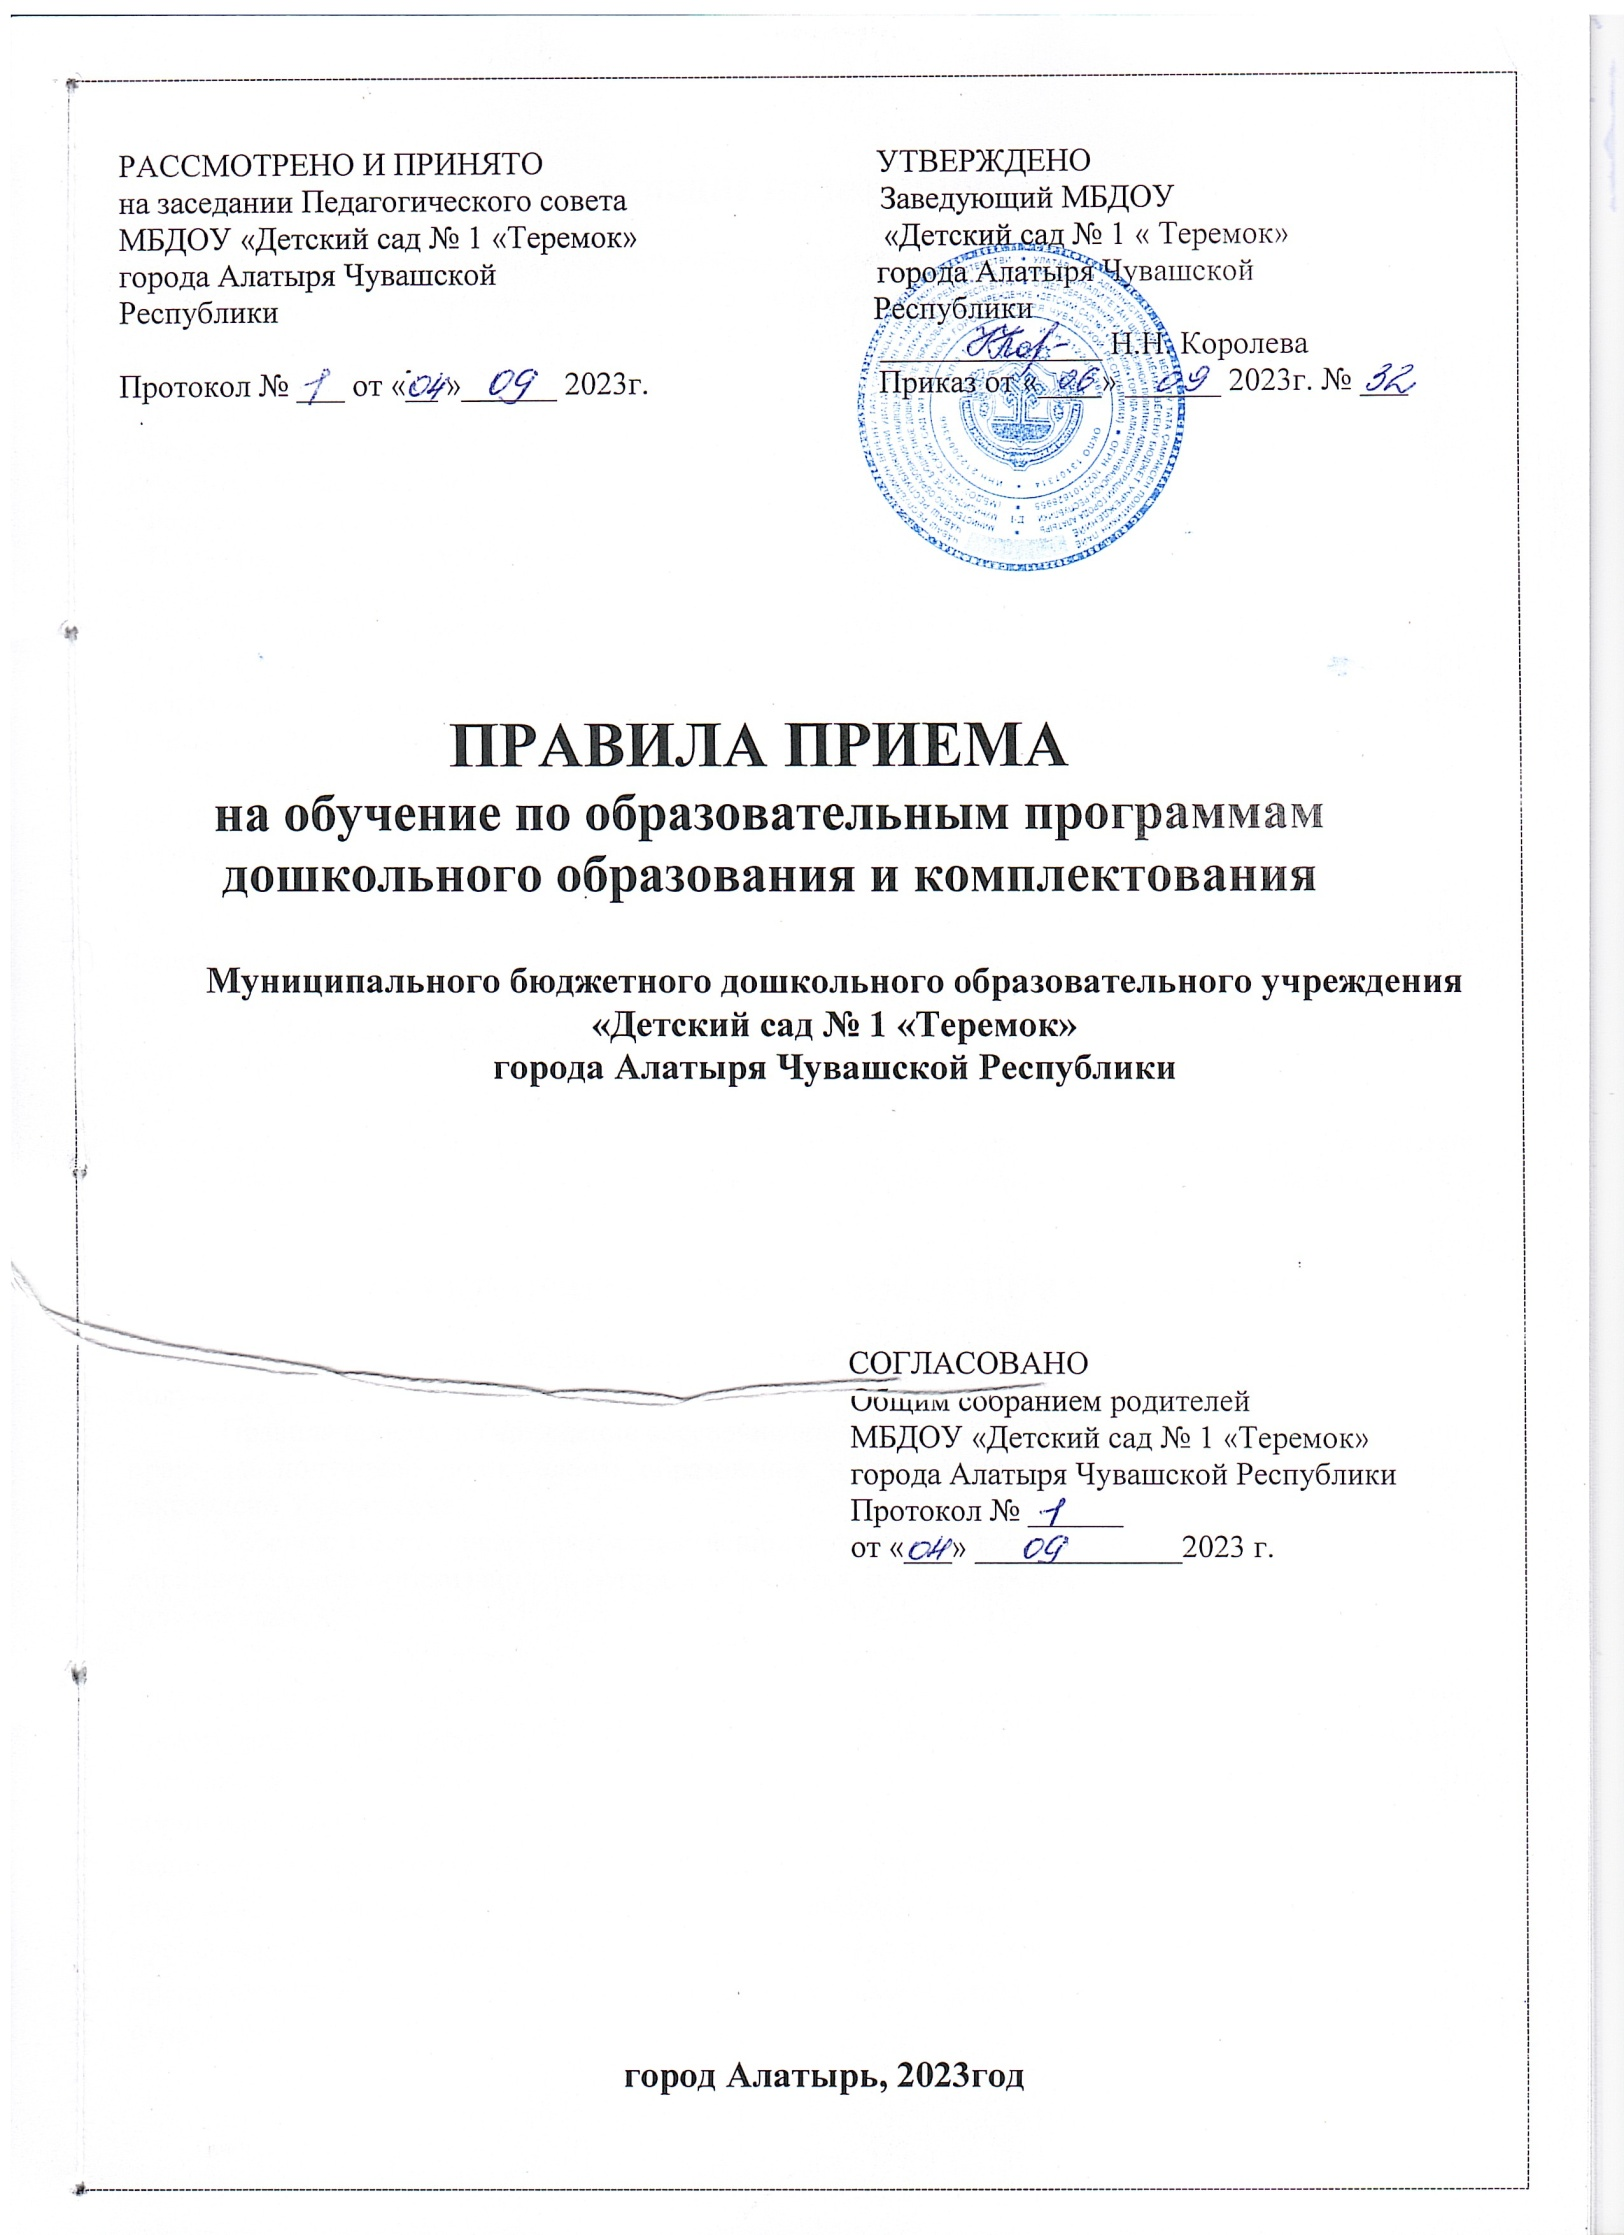 РАССМОТРЕНО И ПРИНЯТО
на заседании Педагогического совета
МБДОУ «Детский сад № 1 «Теремок»
города Алатыря Чувашской
Республики
Протокол № 1 от «04» 09 2023г.
УТВЕРЖДЕНО
Заведующий МБДОУ
«Детский сад № 1 « Теремок»
города Алатыря Чувашской
Республики
Н.Н. Королева
Приказ от « 06 » 09 2023г. № 32
ПРАВИЛА ПРИЕМА
на обучение по образовательным программам
дошкольного образования и комплектования
Муниципального бюджетного дошкольного образовательного учреждения
«Детский сад № 1 «Теремок»
города Алатыря Чувашской Республики
СОГЛАСОВАНО
Общим собранием родителей
МБДОУ «Детский сад № 1 «Теремок»
города Алатыря Чувашской Республики
Протокол № 1
от «04» 09 2023 г.
город Алатырь, 2023год